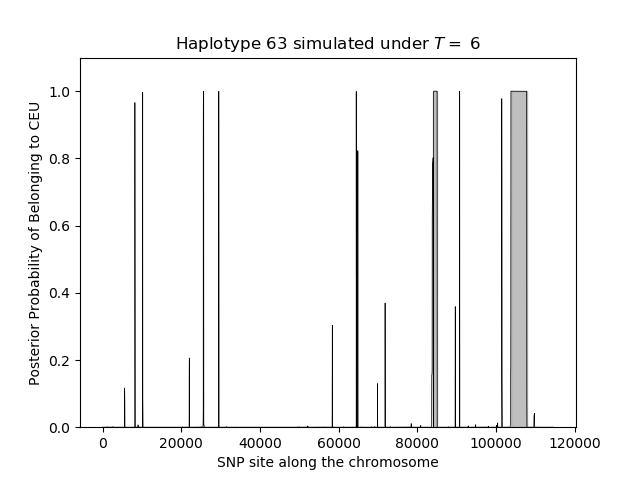 Haplotype 63 simulated under T = 6
Posterior Probability of Belonging to CEU
1.0
0.8
0.6
0.4
0.2
0.0
0 20000 40000 60000 80000 100000 120000
SNP site along the chromosome